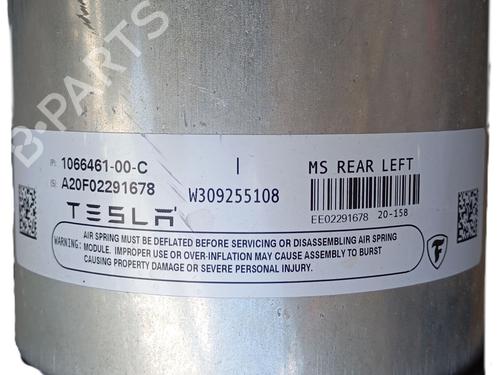 B-PARTS
(P): 1066461-00-C
(S): A20F02291678
TESLA
I
W309255108
MS REAR LEFT
EE02291678 20-158
WARNING: AIR SPRING MUST BE DEFLATED BEFORE SERVICING OR DISASSEMBLING AIR SPRING
MODULE. IMPROPER USE OR OVER-INFLATION MAY CAUSE ASSEMBLY TO BURST
CAUSING PROPERTY DAMAGE OR SEVERE PERSONAL INJURY.
F